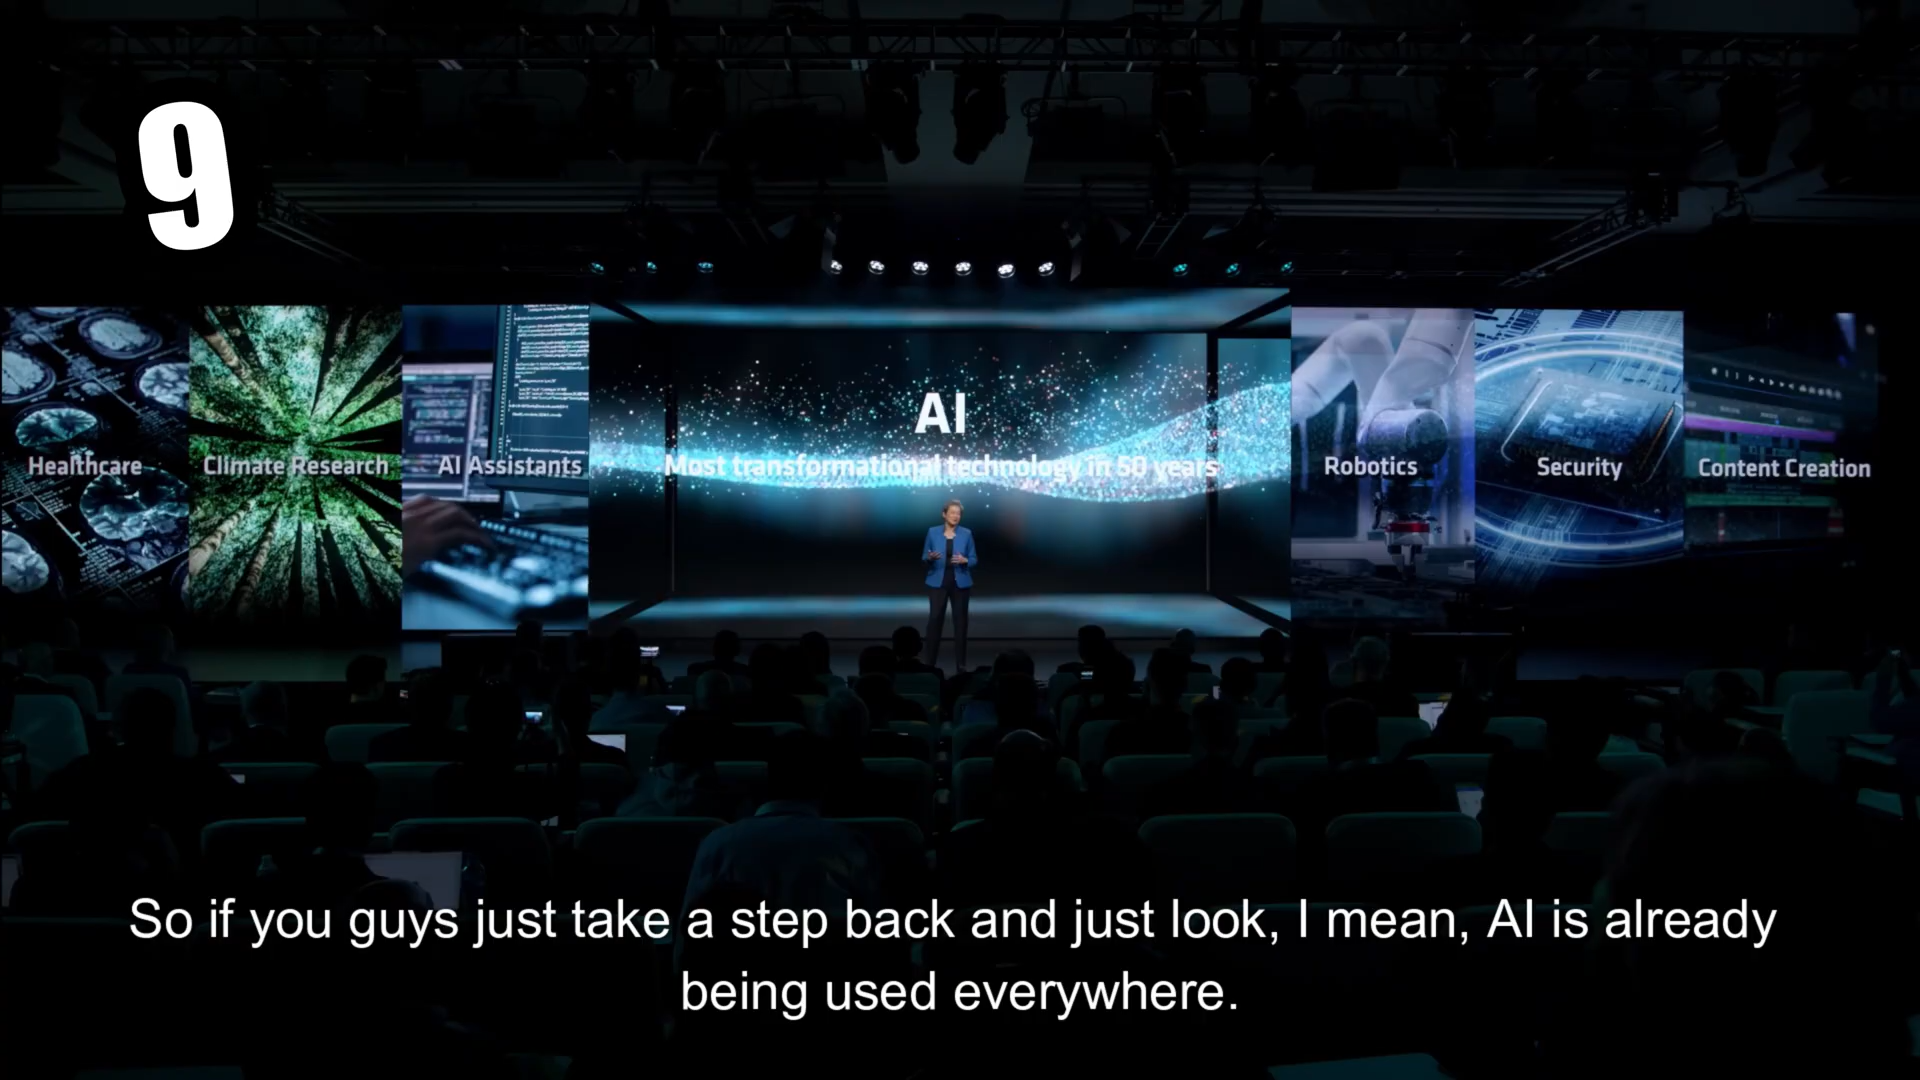 9
AI
Healthcare
Climate Research
AI Assistants
Most transformational technology in 50 years
Robotics
Security
Content Creation
So if you guys just take a step back and just look, I mean, AI is already
being used everywhere.